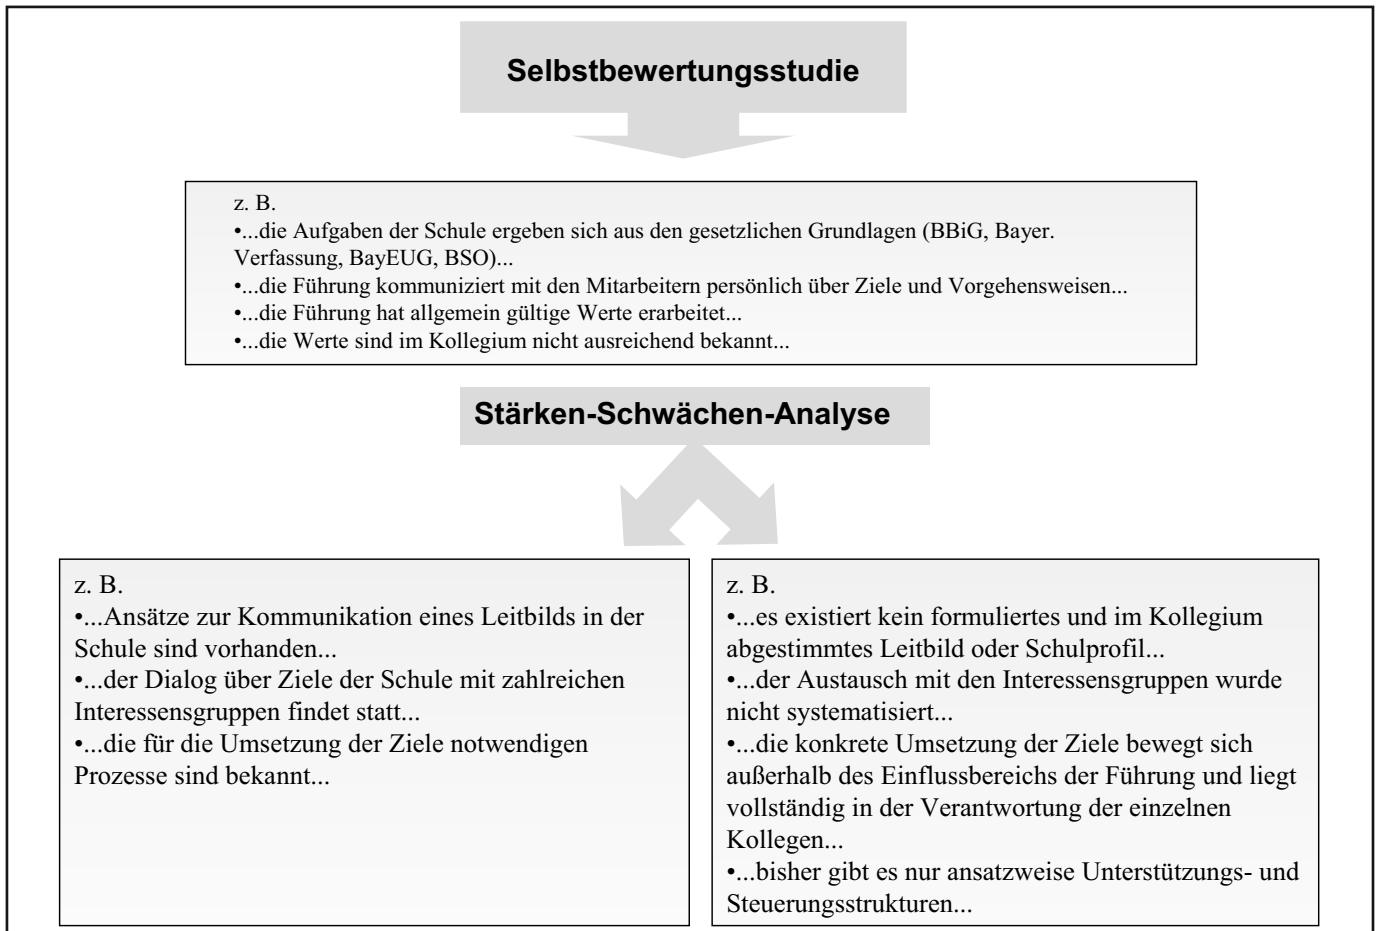 Selbstbewertungsstudie
z. B.
•...die Aufgaben der Schule ergeben sich aus den gesetzlichen Grundlagen (BBiG, Bayer.
Verfassung, BayEUG, BSO)...
•...die Führung kommuniziert mit den Mitarbeitern persönlich über Ziele und Vorgehensweisen...
•...die Führung hat allgemein gültige Werte erarbeitet...
•...die Werte sind im Kollegium nicht ausreichend bekannt...
Stärken-Schwächen-Analyse
z. B.
•...Ansätze zur Kommunikation eines Leitbilds in der
Schule sind vorhanden...
•...der Dialog über Ziele der Schule mit zahlreichen
Interessensgruppen findet statt...
•...die für die Umsetzung der Ziele notwendigen
Prozesse sind bekannt...
z. B.
•...es existiert kein formuliertes und im Kollegium
abgestimmtes Leitbild oder Schulprofil...
•...der Austausch mit den Interessensgruppen wurde
nicht systematisiert...
•...die konkrete Umsetzung der Ziele bewegt sich
außerhalb des Einflussbereichs der Führung und liegt
vollständig in der Verantwortung der einzelnen
Kollegen...
•...bisher gibt es nur ansatzweise Unterstützungs- und
Steuerungsstrukturen...